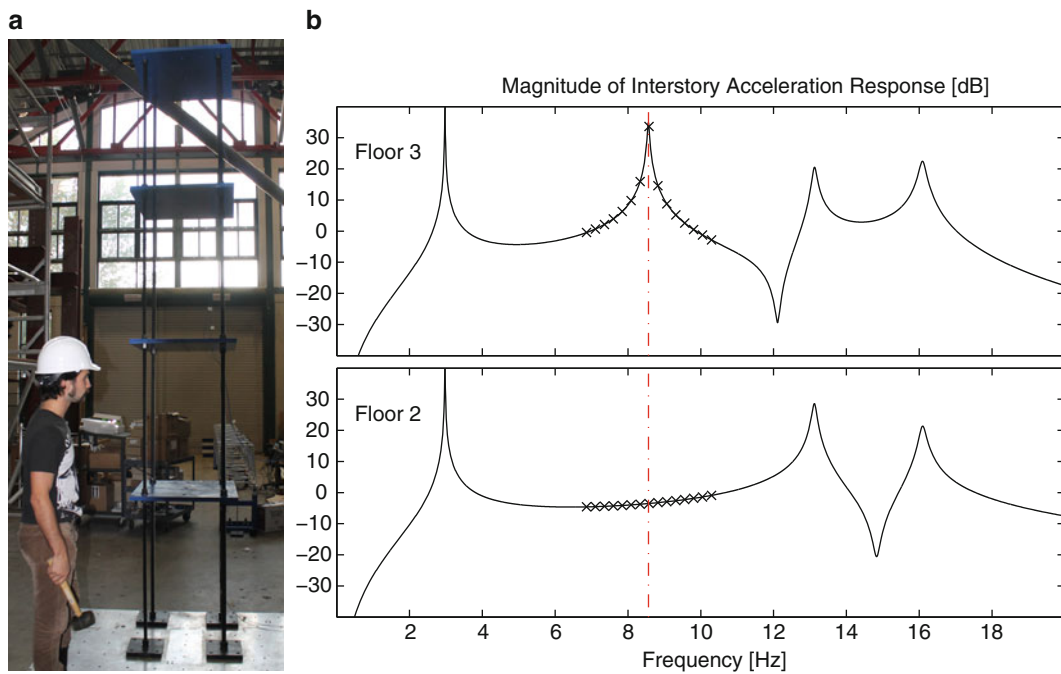 a
b
Magnitude of Interstory Acceleration Response [dB]
Floor 3
30
20
10
0
−10
−20
−30
Floor 2
30
20
10
0
−10
−20
−30
2 4 6 8 10 12 14 16 18
Frequency [Hz]